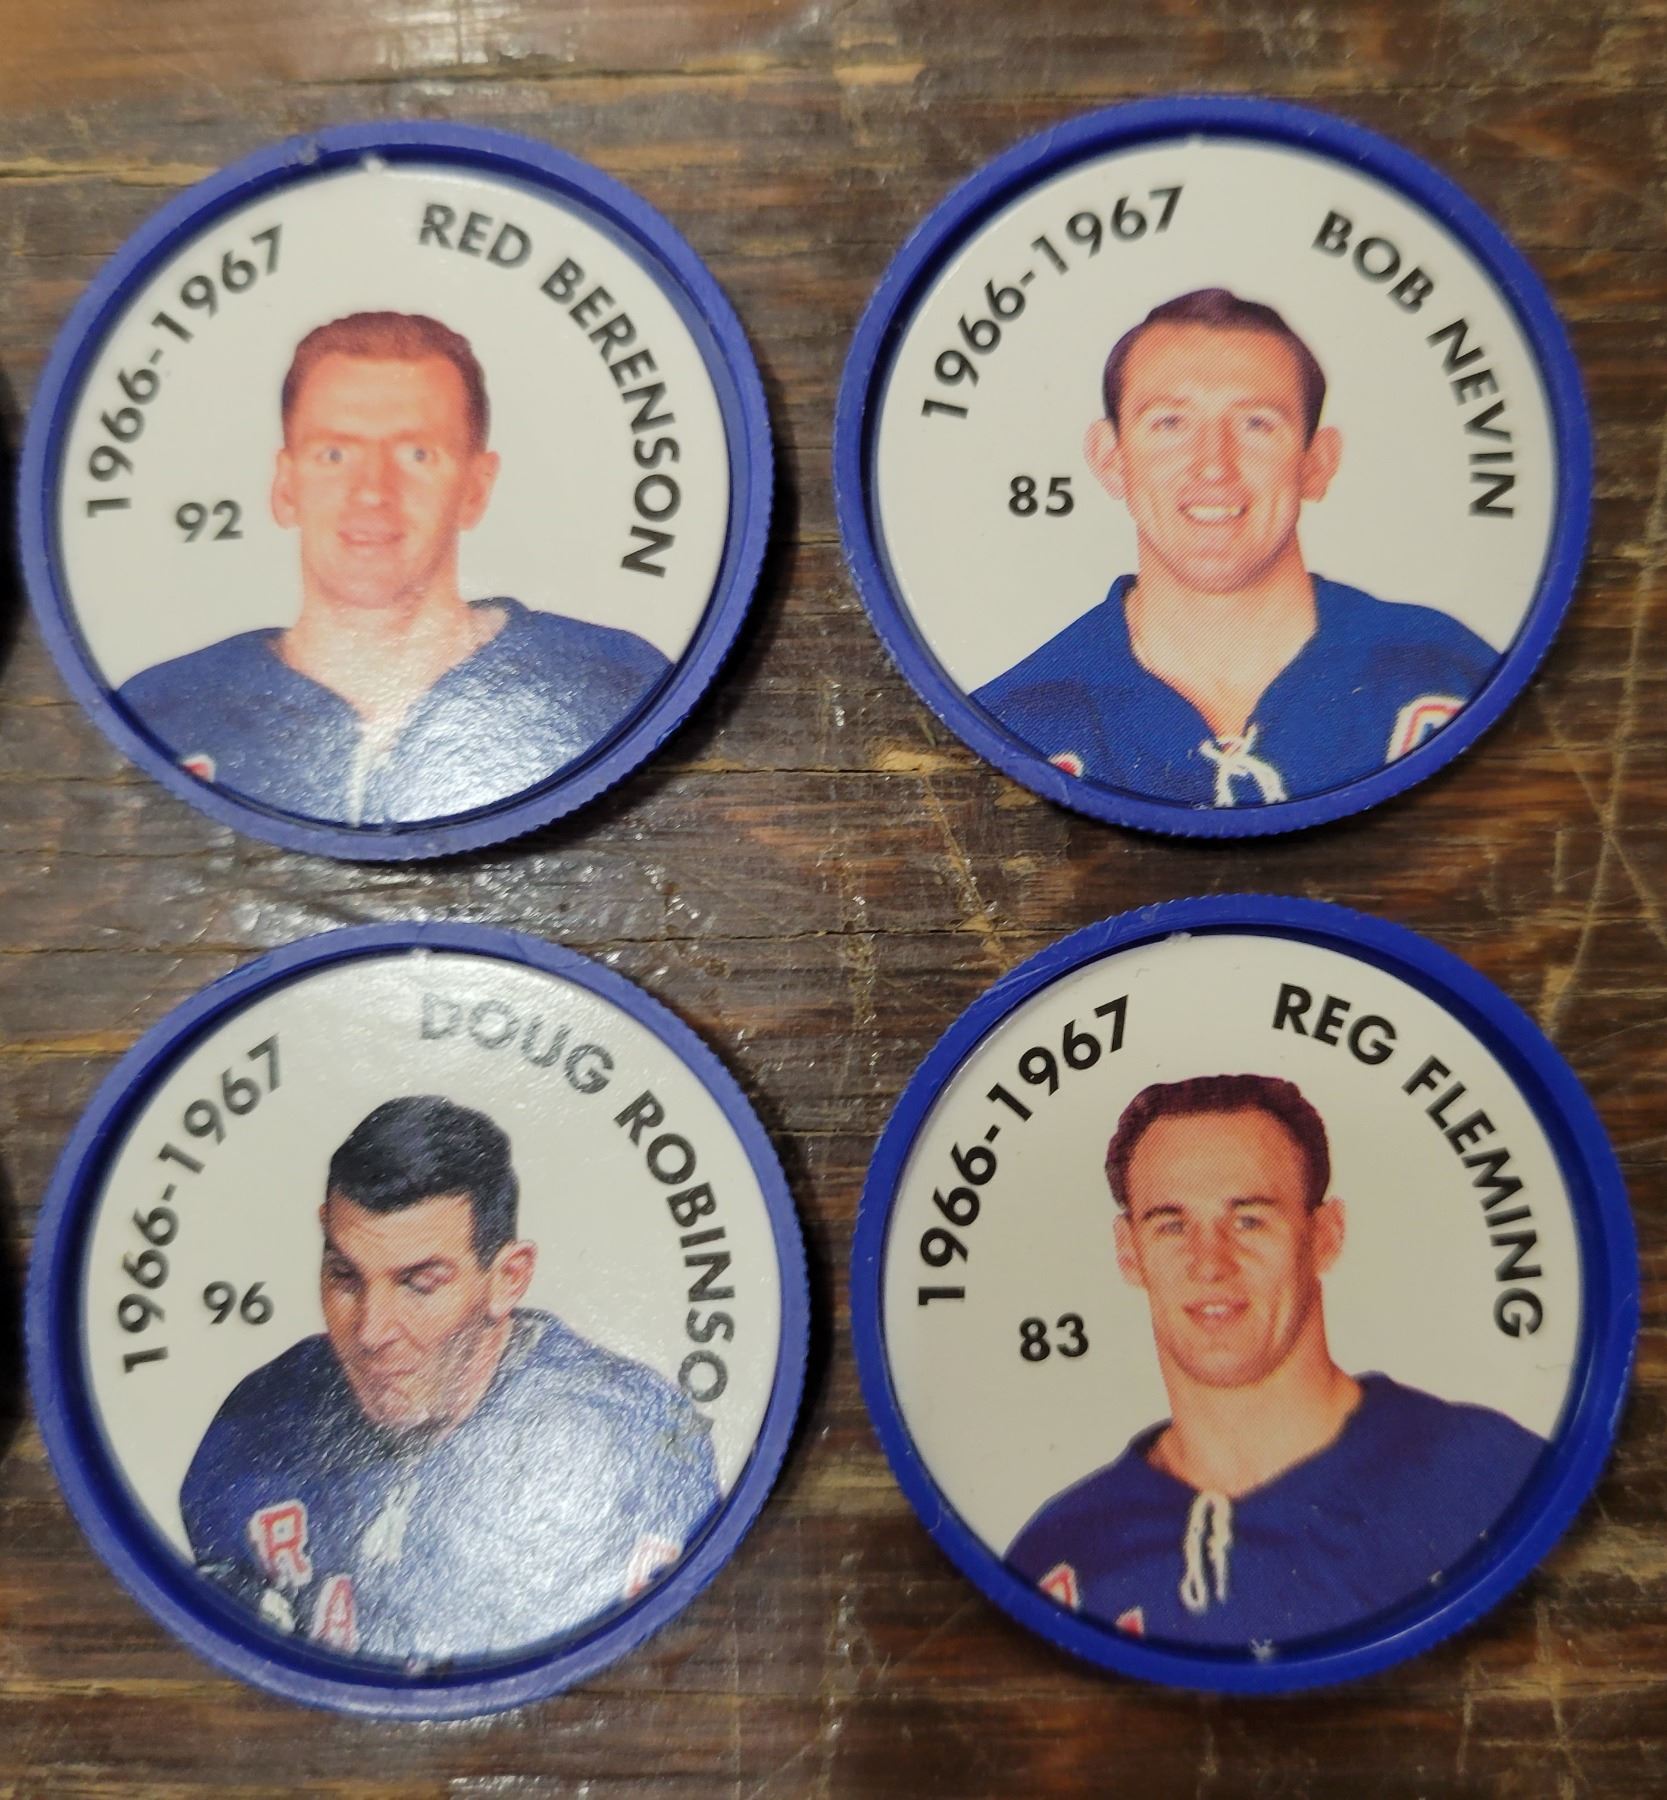 1966-1967 RED BERENSON
92
1966-1967 BOB NEVIN
85
1966-1967 DOUG ROBINSO
96
R
A
1966-1967 REG FLEMING
83